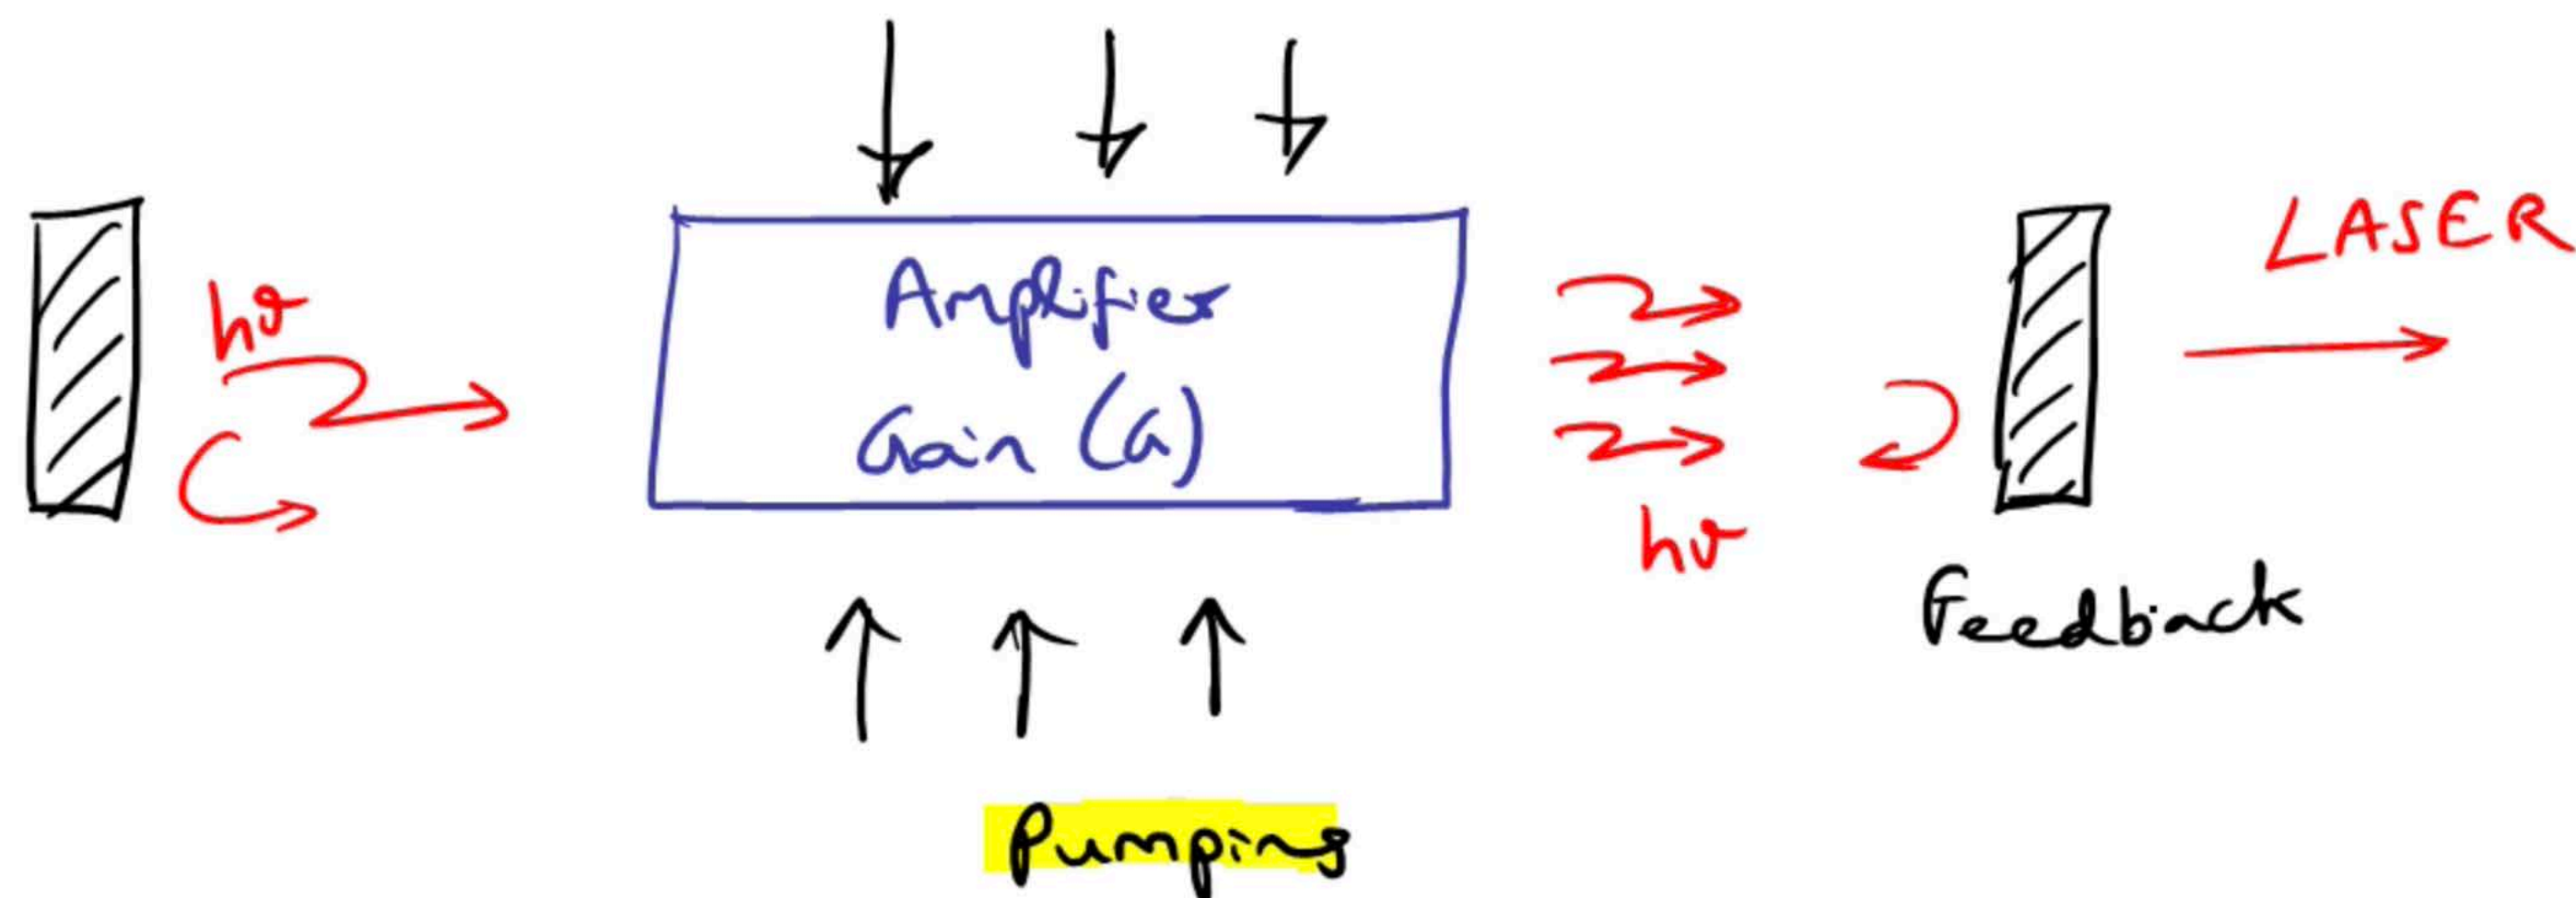 LASER
hν
Amplifier
Gain (G)
hν
Feedback
Pumping